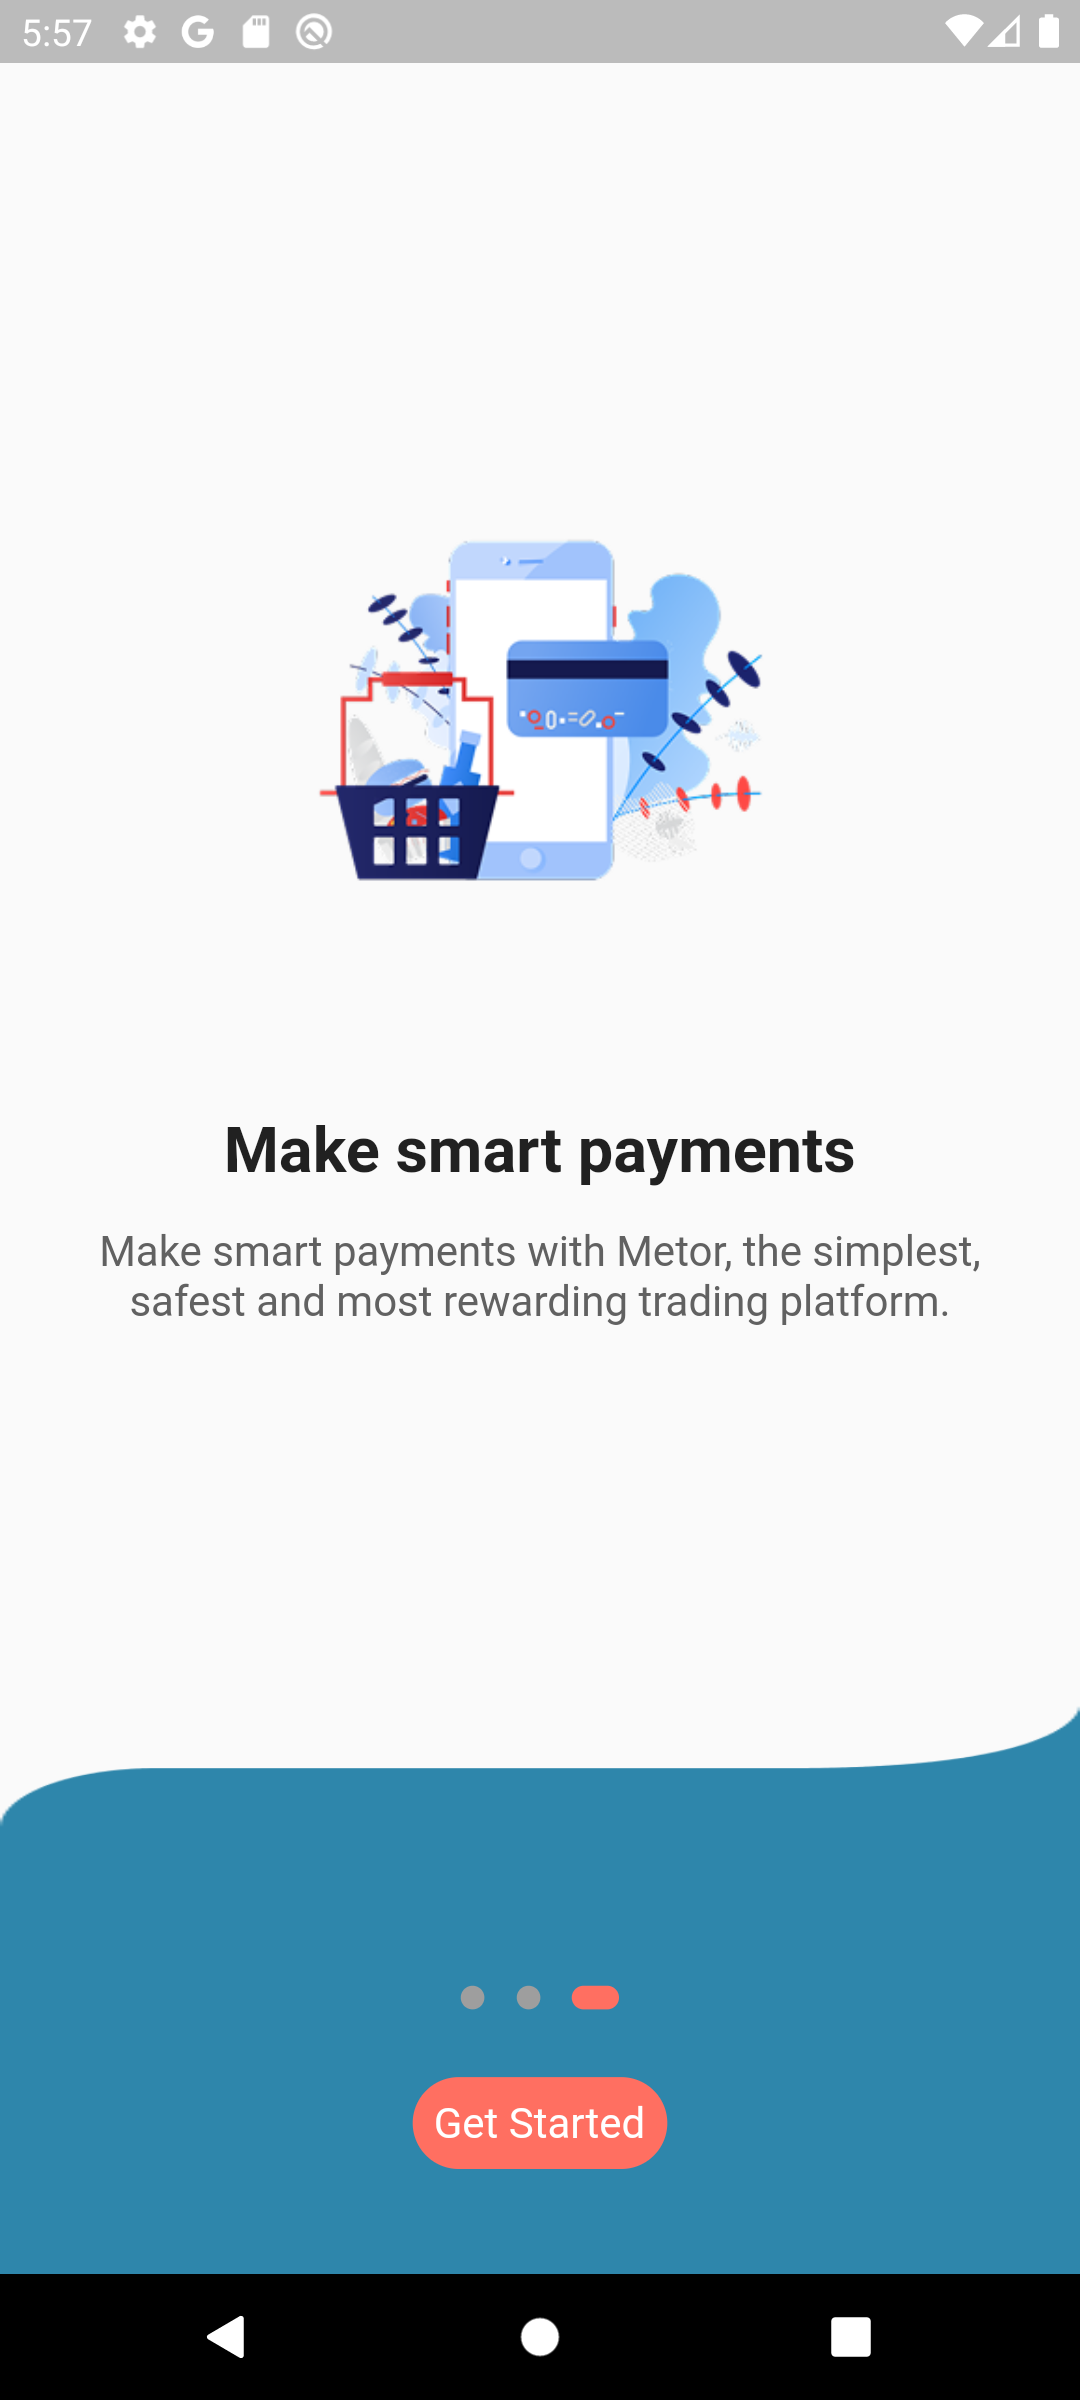 5:57
Make smart payments
Make smart payments with Metor, the simplest,
safest and most rewarding trading platform.
Get Started